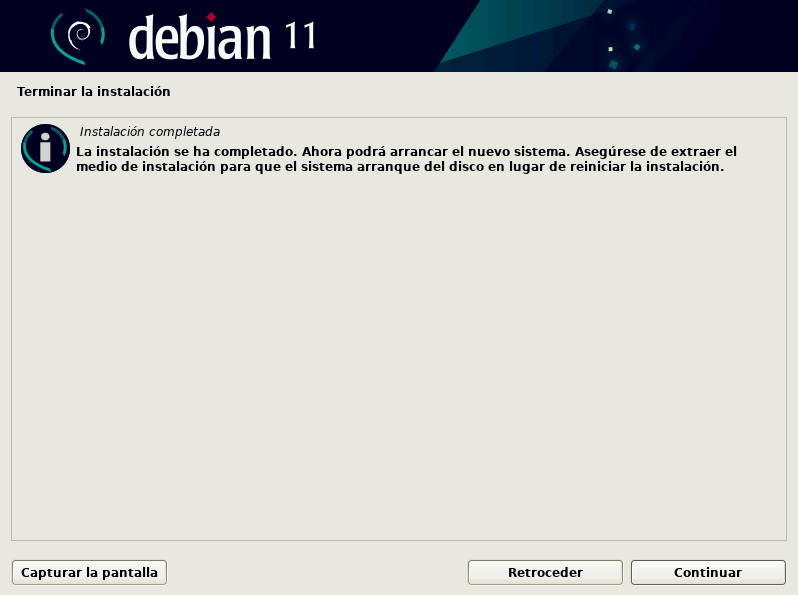 debian 11
Terminar la instalación
Instalación completada
La instalación se ha completado. Ahora podrá arrancar el nuevo sistema. Asegúrese de extraer el
medio de instalación para que el sistema arranque del disco en lugar de reiniciar la instalación.
Capturar la pantalla
Retroceder
Continuar